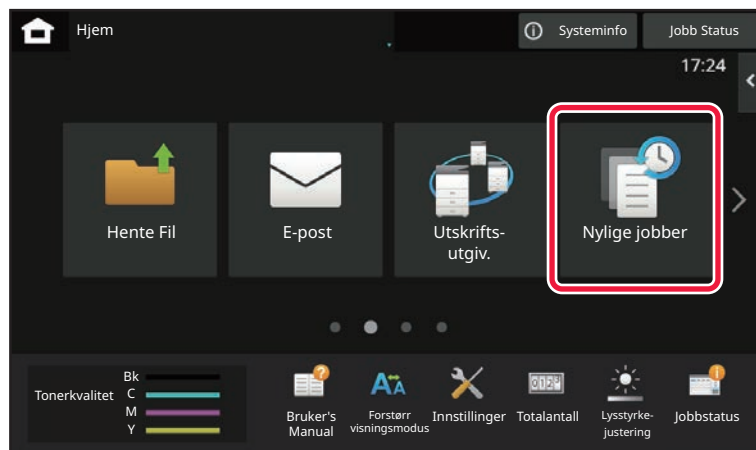 Hjem
Systeminfo
Jobb Status
17:24
Hente Fil
E-post
Utskrifts-
utgiv.
Nylige jobber
Tonerkvalitet
Bk
C
M
Y
Bruker's
Manual
Forstørr
visningsmodus
Innstillinger
0123
Totalantall
Lysstyrke-
justering
Jobbstatus